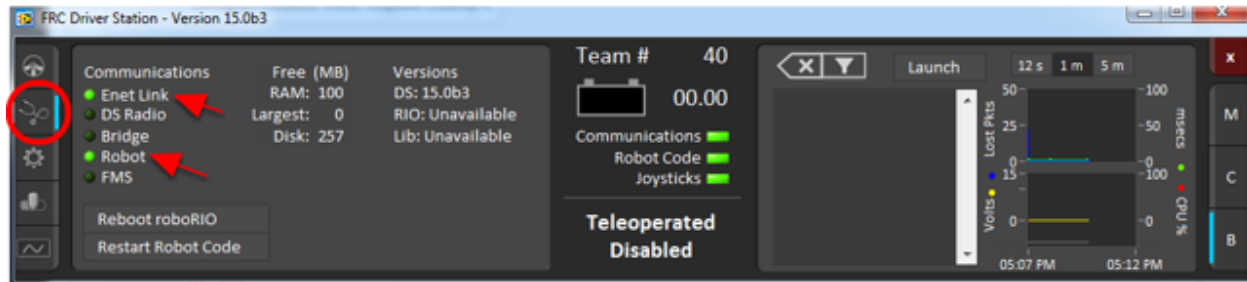 FRC Driver Station - Version 15.0b3
Communications
Enet Link
DS Radio
Bridge
Robot
FMS
Free (MB)
RAM: 100
Largest: 0
Disk: 257
Versions
DS: 15.0b3
RIO: Unavailable
Lib: Unavailable
Reboot roboRIO
Restart Robot Code
Team # 40
00.00
Communications
Robot Code
Joysticks
Teleoperated
Disabled
Launch
12 s 1 m 5 m
Lost Pkts
50
25
0
100
50
0
msecs
Volts
15
0
100
0
CPU %
05:07 PM 05:12 PM
X
M
C
B